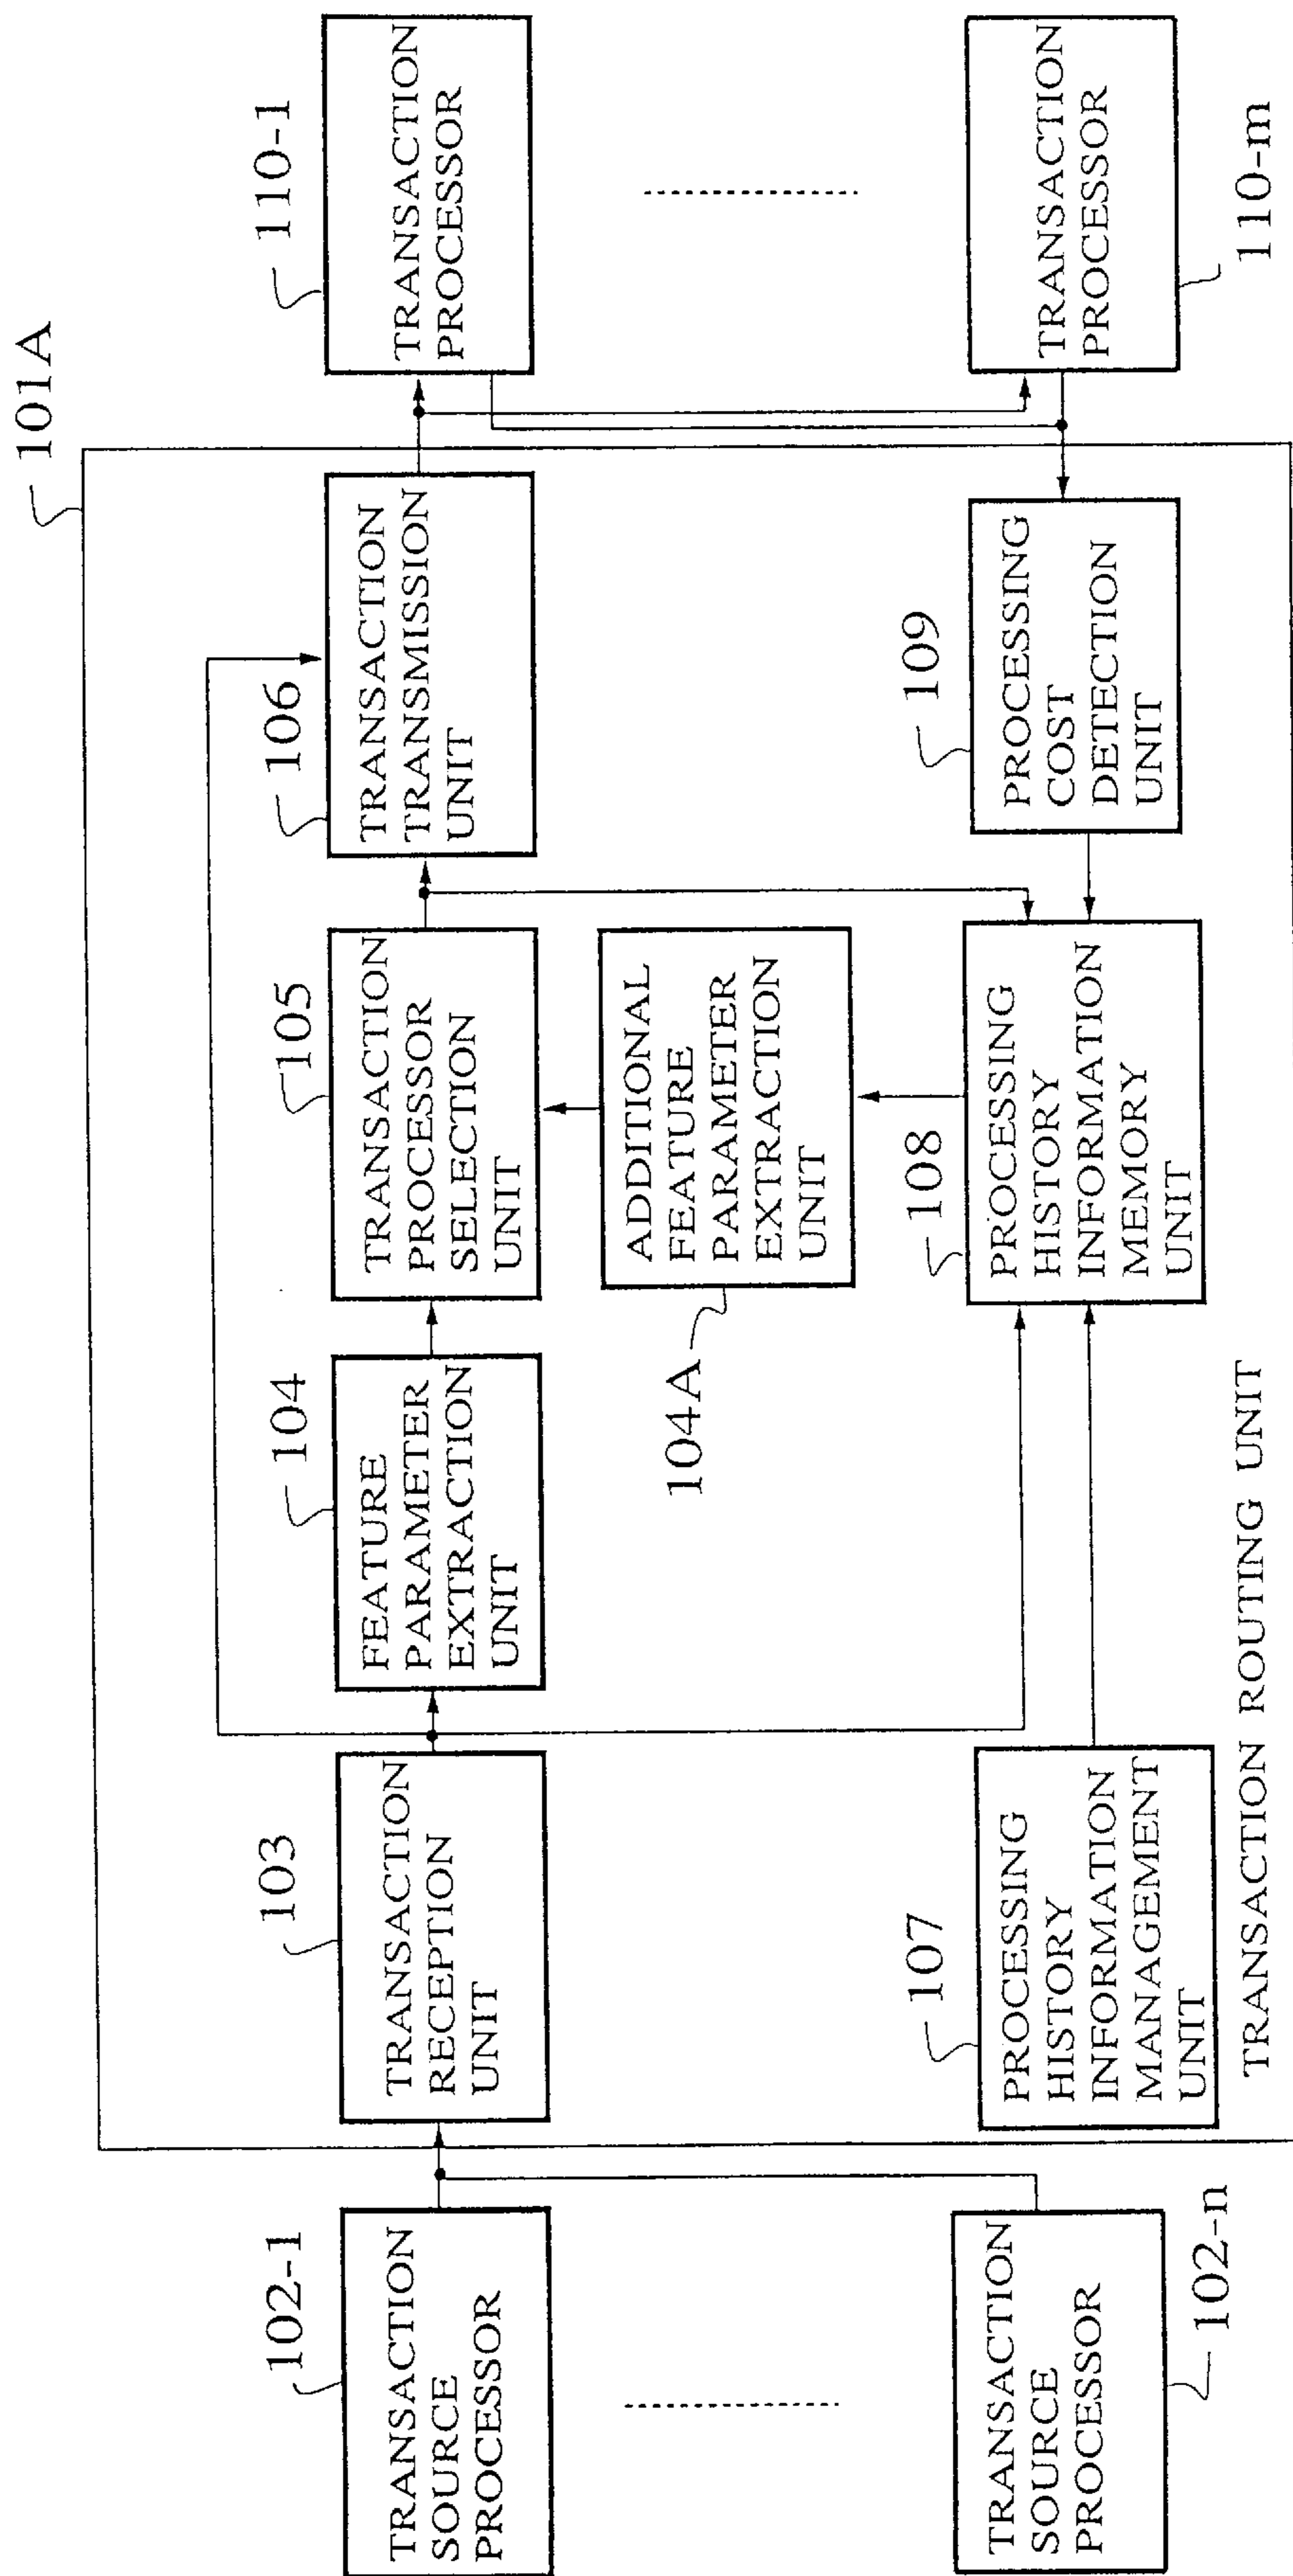 101A
102-1
TRANSACTION
SOURCE
PROCESSOR
103
TRANSACTION
RECEPTION
UNIT
104
FEATURE
PARAMETER
EXTRACTION
UNIT
105
TRANSACTION
PROCESSOR
SELECTION
UNIT
106
TRANSACTION
TRANSMISSION
UNIT
110-1
TRANSACTION
PROCESSOR
104A
ADDITIONAL
FEATURE
PARAMETER
EXTRACTION
UNIT
TRANSACTION
SOURCE
PROCESSOR
102-n
107
PROCESSING
HISTORY
INFORMATION
MANAGEMENT
UNIT
108
PROCESSING
HISTORY
INFORMATION
MEMORY
UNIT
109
PROCESSING
COST
DETECTION
UNIT
TRANSACTION
PROCESSOR
110-m
TRANSACTION ROUTING UNIT